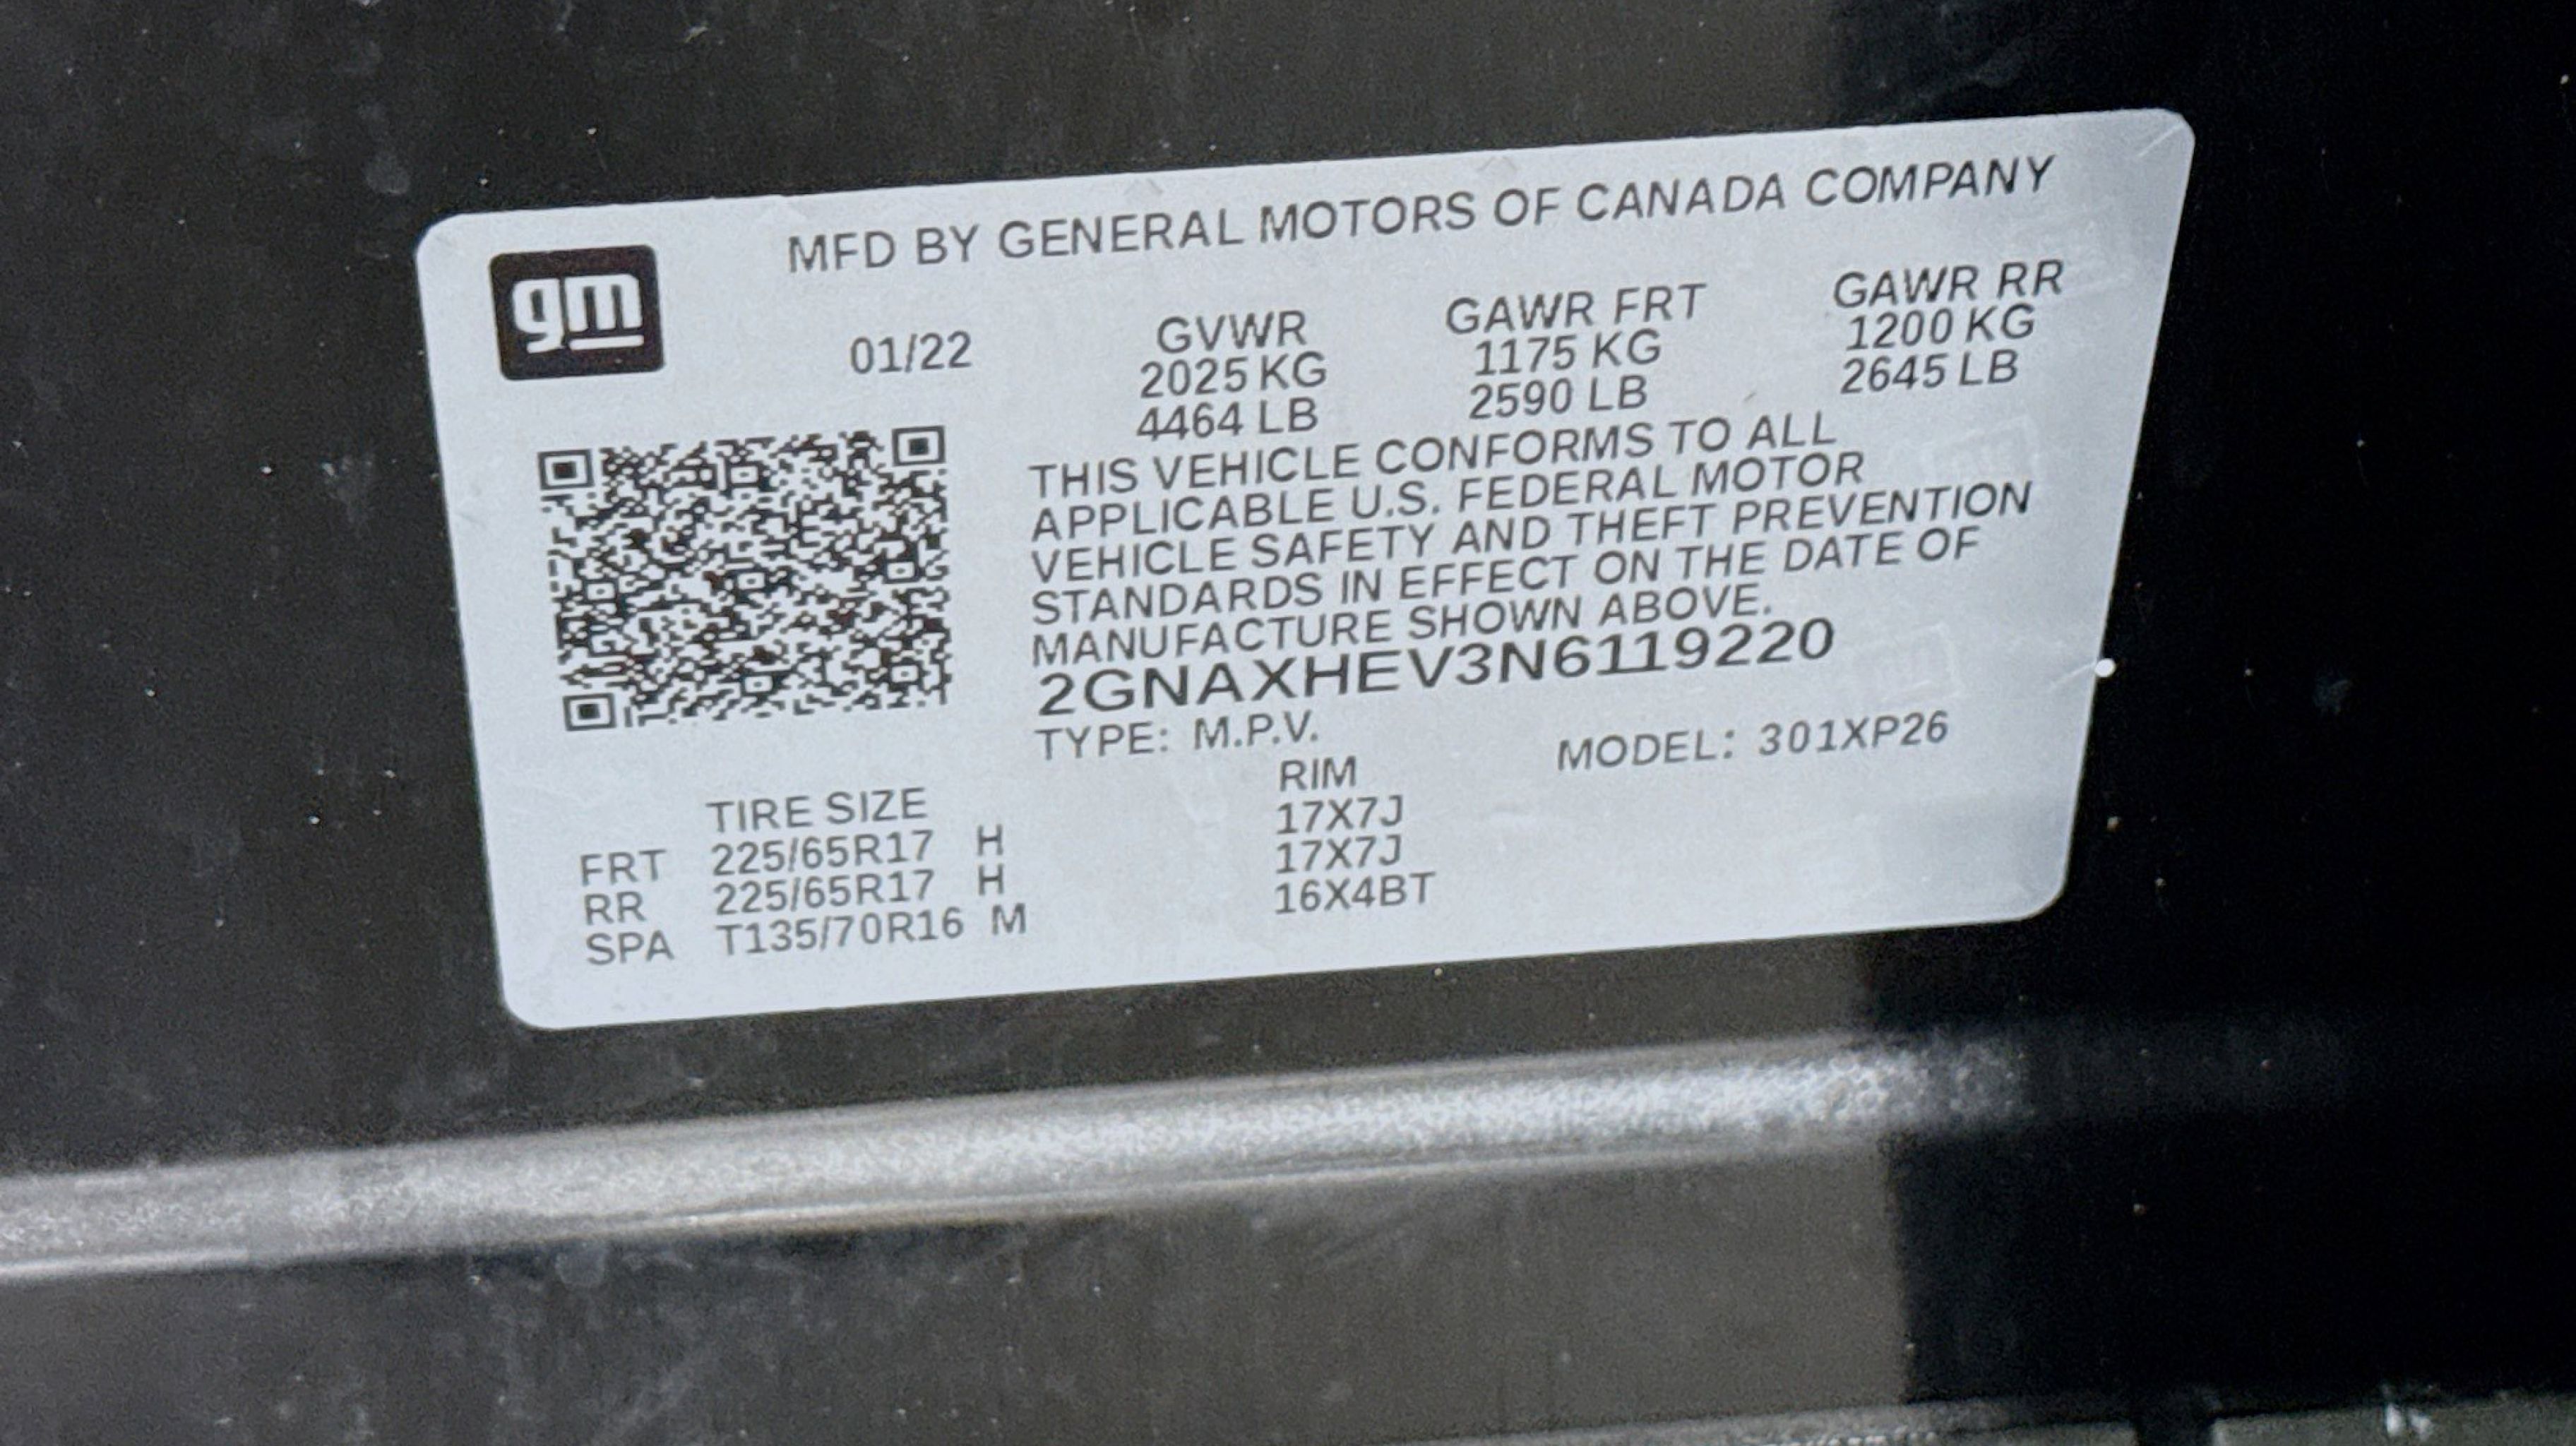 gm
MFD BY GENERAL MOTORS OF CANADA COMPANY
01/22 GVWR GAWR FRT GAWR RR
2025 KG 1175 KG 1200 KG
4464 LB 2590 LB 2645 LB
THIS VEHICLE CONFORMS TO ALL
APPLICABLE U.S. FEDERAL MOTOR
VEHICLE SAFETY AND THEFT PREVENTION
STANDARDS IN EFFECT ON THE DATE OF
MANUFACTURE SHOWN ABOVE.
2GNAXHEV3N6119220
TYPE: M.P.V. MODEL: 301XP26
TIRE SIZE RIM
FRT 225/65R17 H 17X7J
RR 225/65R17 H 17X7J
SPA T135/70R16 M 16X4BT